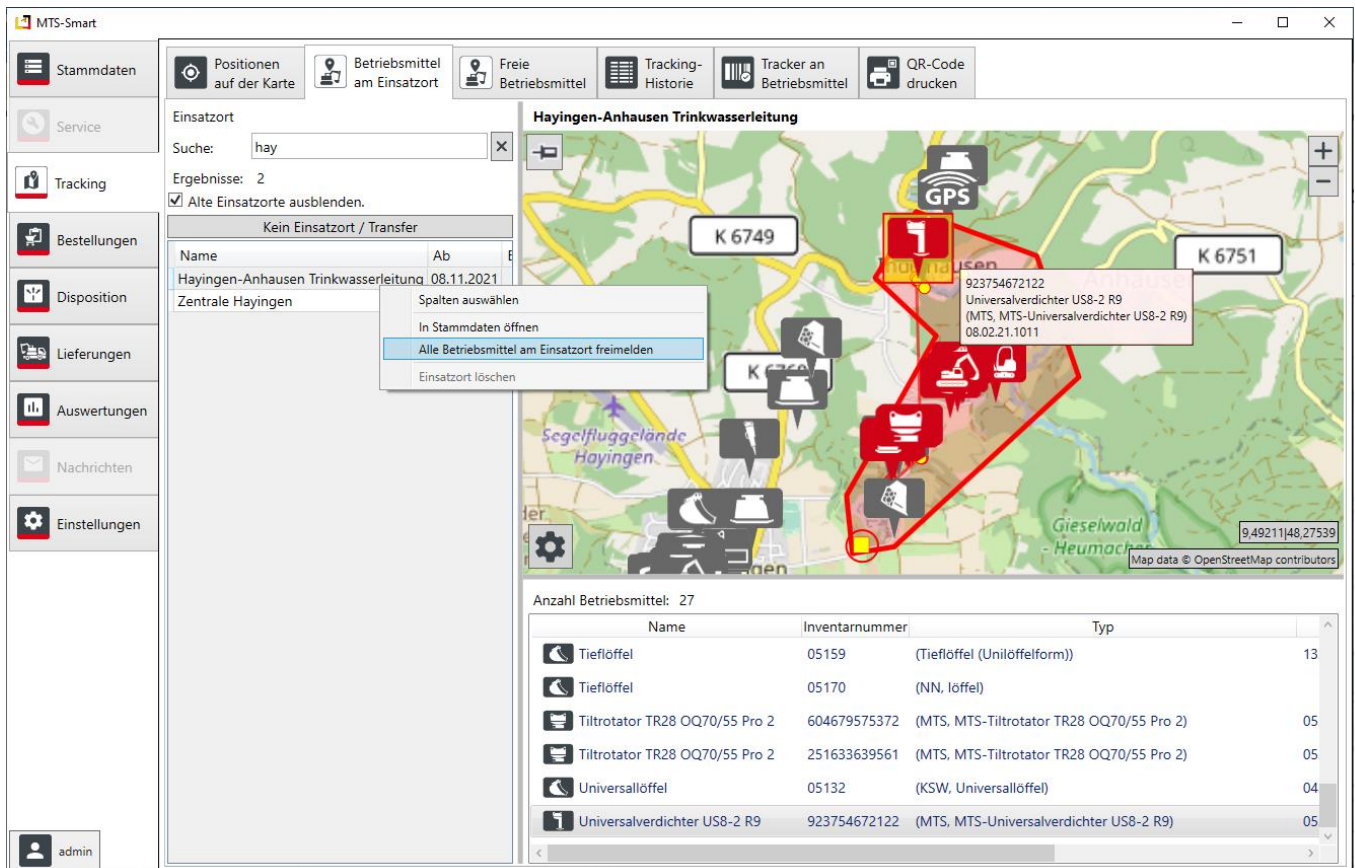 MTS-Smart
Stammdaten
Service
Tracking
Bestellungen
Disposition
Lieferungen
Auswertungen
Nachrichten
Einstellungen
admin
Positionen
auf der Karte
Betriebsmittel
am Einsatzort
Freie
Betriebsmittel
Tracking-
Historie
Tracker an
Betriebsmittel
QR-Code
drucken
Einsatzort
Suche: hay
Ergebnisse: 2
Alte Einsatzorte ausblenden.
Kein Einsatzort / Transfer
Name Ab
Hayingen-Anhausen Trinkwasserleitung 08.11.2021
Zentrale Hayingen
Spalten auswählen
In Stammdaten öffnen
Alle Betriebsmittel am Einsatzort freimelden
Einsatzort löschen
Hayingen-Anhausen Trinkwasserleitung
GPS
K 6749
K 6751
923754672122
Universalverdichter US8-2 R9
(MTS, MTS-Universalverdichter US8-2 R9)
08.02.21.1011
Segelfluggelände
Hayingen
Gieselwald
- Heumacher
9,49211|48,27539
Map data © OpenStreetMap contributors
Anzahl Betriebsmittel: 27
Name Inventarnummer Typ
Tieflöffel 05159 (Tieflöffel (Unilöffelform)) 13
Tieflöffel 05170 (NN, löffel)
Tiltrotator TR28 OQ70/55 Pro 2 604679575372 (MTS, MTS-Tiltrotator TR28 OQ70/55 Pro 2) 05
Tiltrotator TR28 OQ70/55 Pro 2 251633639561 (MTS, MTS-Tiltrotator TR28 OQ70/55 Pro 2) 05
Universallöffel 05132 (KSW, Universallöffel) 04
Universalverdichter US8-2 R9 923754672122 (MTS, MTS-Universalverdichter US8-2 R9) 05